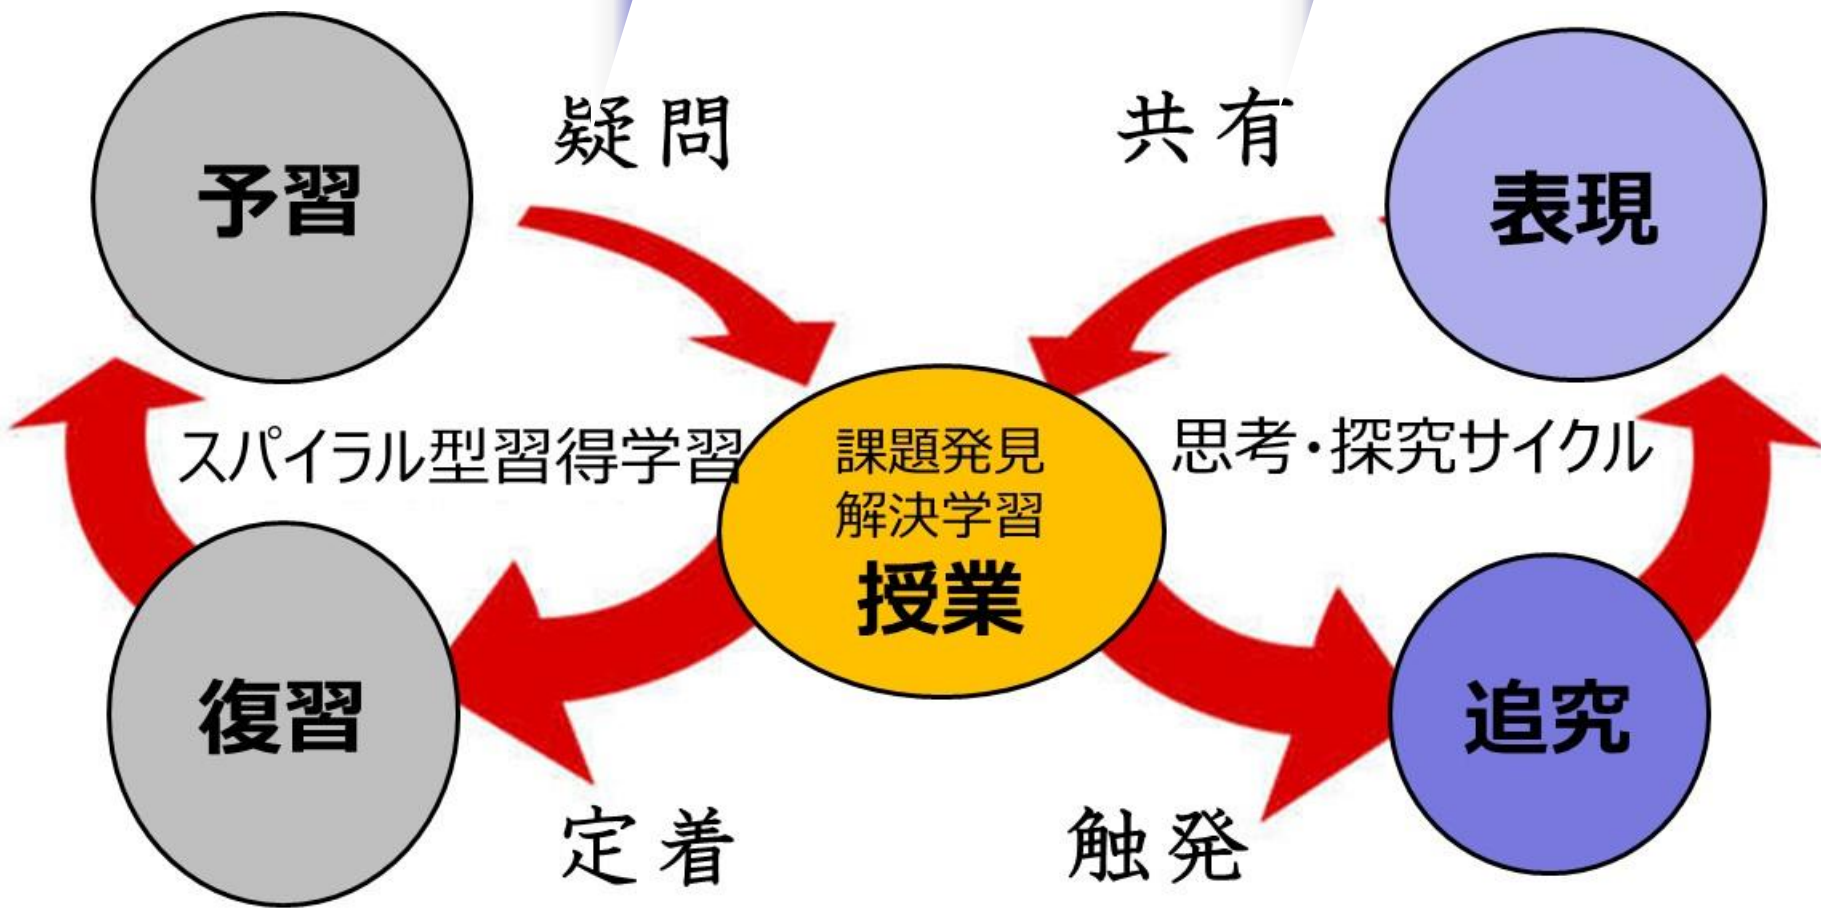 疑問
共有
予習
表現
スパイラル型習得学習
課題発見
解決学習
授業
思考・探究サイクル
復習
追究
定着
触発